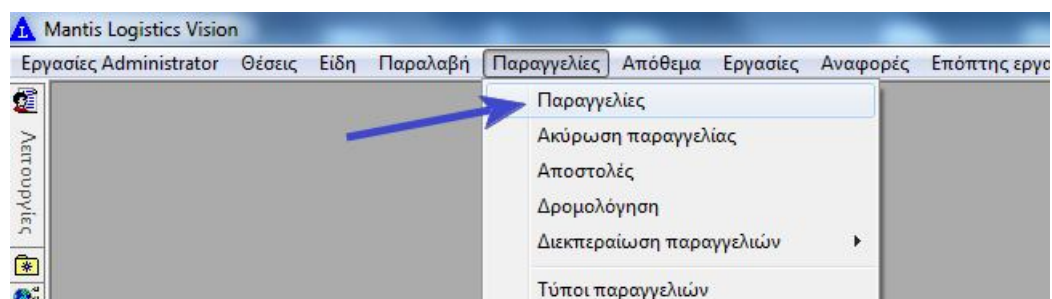 Mantis Logistics Vision
Εργασίες Administrator Θέσεις Είδη Παραλαβή Παραγγελίες Απόθεμα Εργασίες Αναφορές Επόπτης εργα
Παραγγελίες
Ακύρωση παραγγελίας
Αποστολές
Δρομολόγηση
Διεκπεραίωση παραγγελιών
Τύποι παραγγελιών
Λειτουργίες